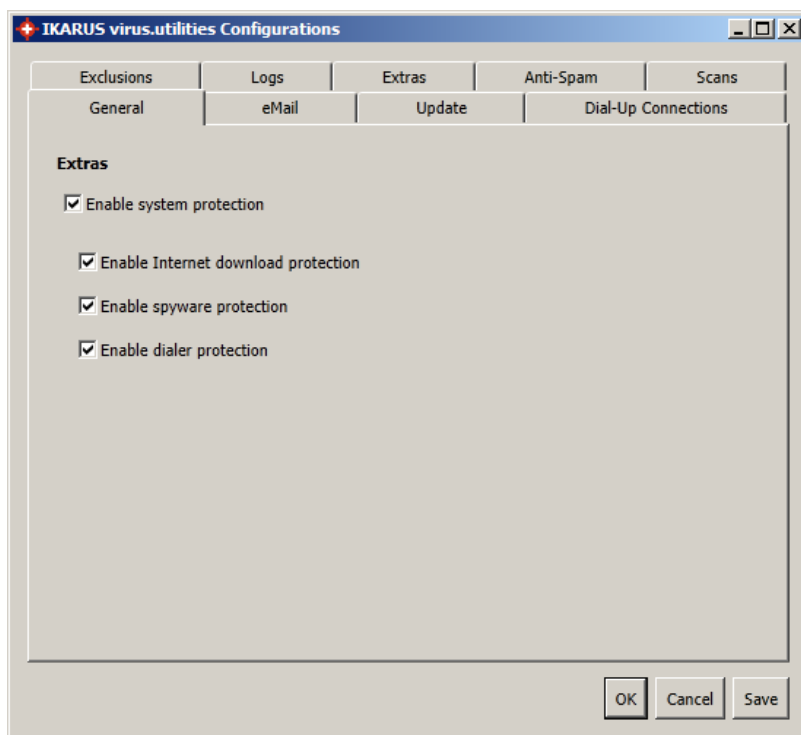 IKARUS virus.utilities Configurations
Exclusions Logs Extras Anti-Spam Scans
General eMail Update Dial-Up Connections
Extras
Enable system protection
Enable Internet download protection
Enable spyware protection
Enable dialer protection
OK Cancel Save